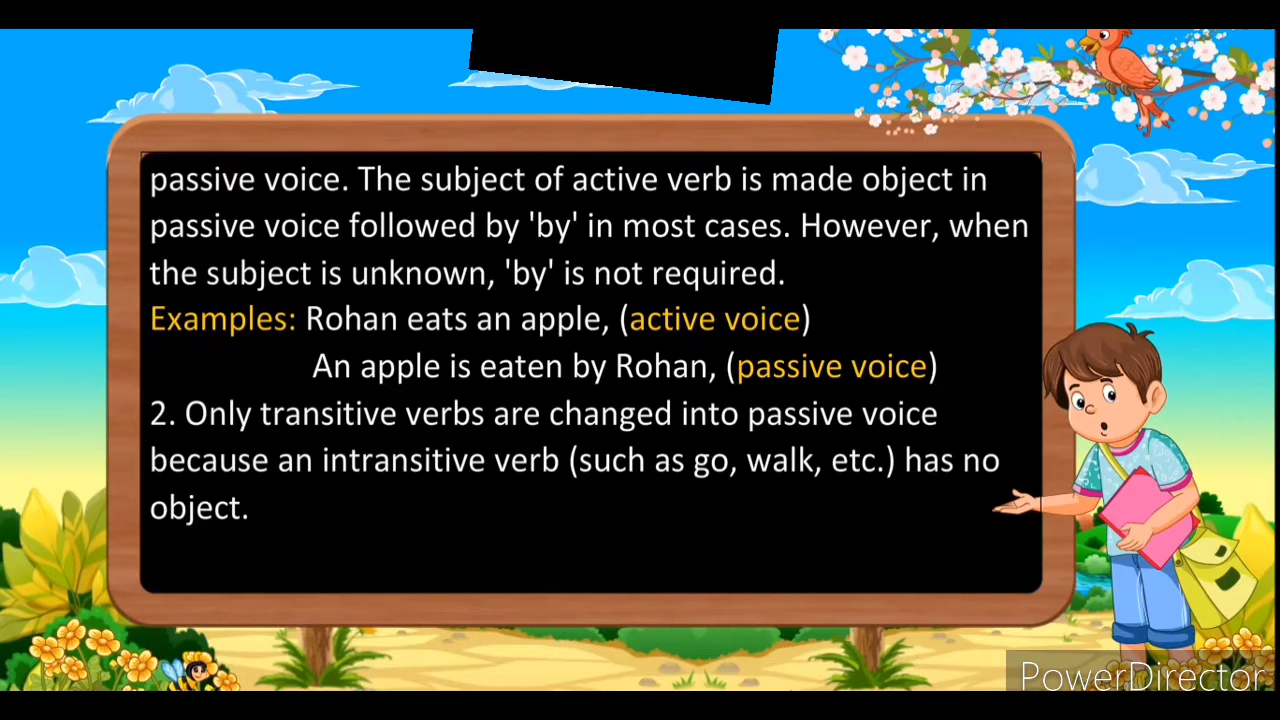 passive voice. The subject of active verb is made object in
passive voice followed by 'by' in most cases. However, when
the subject is unknown, 'by' is not required.
Examples: Rohan eats an apple, (active voice)
An apple is eaten by Rohan, (passive voice)
2. Only transitive verbs are changed into passive voice
because an intransitive verb (such as go, walk, etc.) has no
object.
PowerDirector